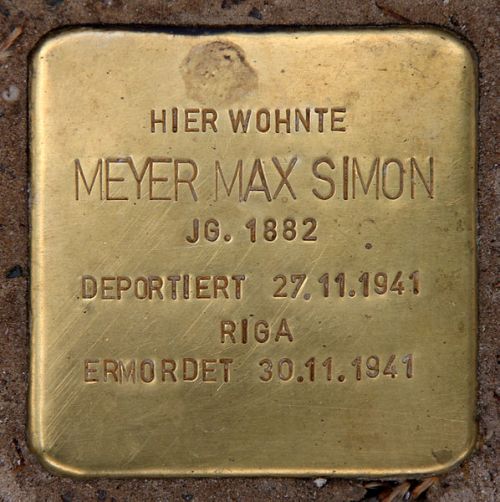 HIER WOHNTE
MEYER MAX SIMON
JG. 1882
DEPORTIERT 27.11.1941
RIGA
ERMORDET 30.11.1941